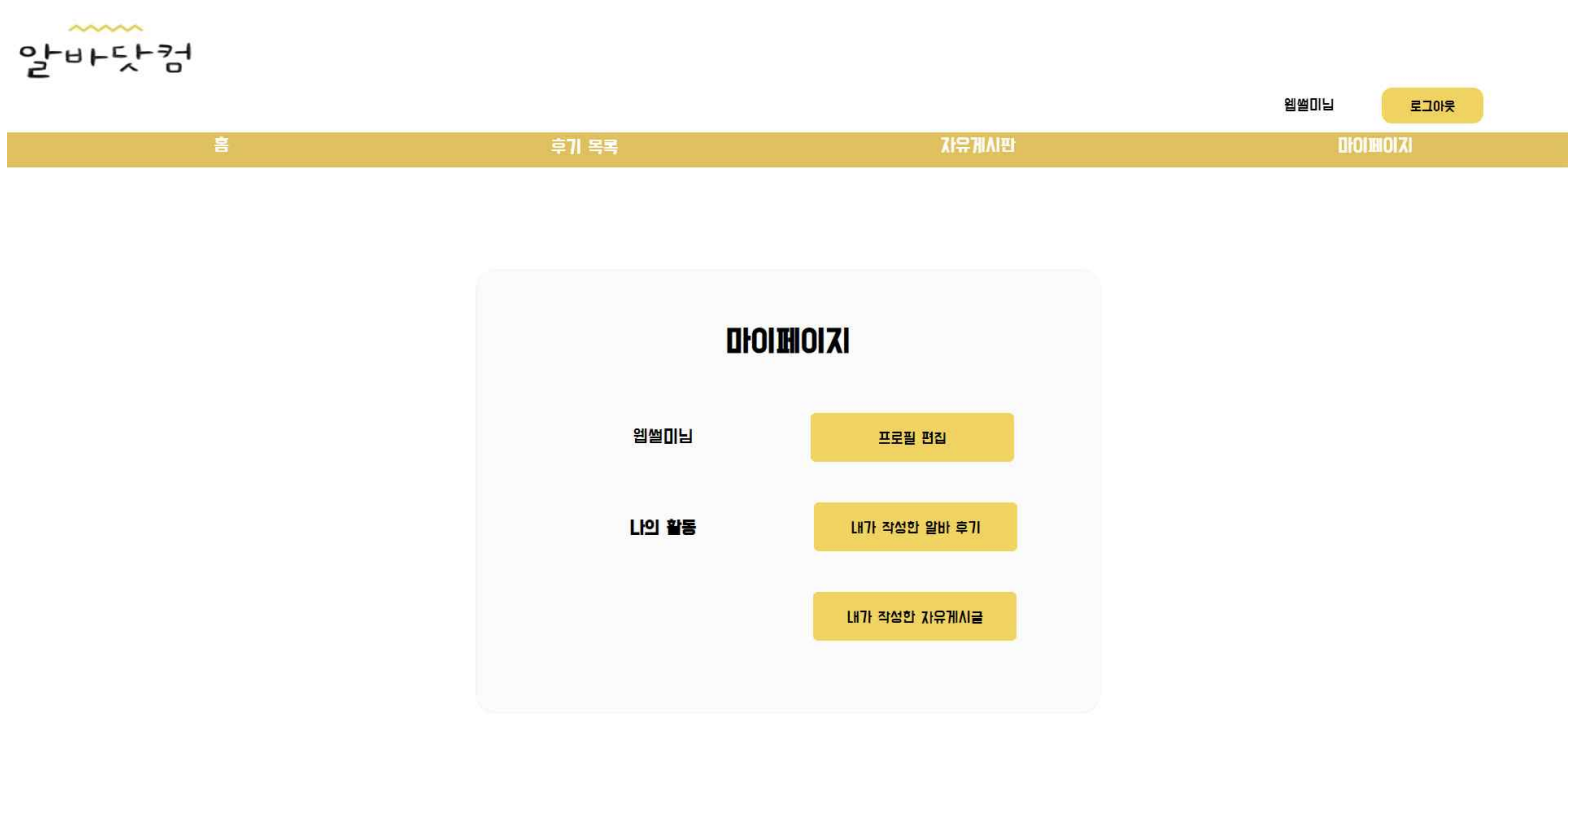 알바닷컴
웹썰미님 로그아웃
홈 후기 목록 자유게시판 마이페이지
마이페이지
웹썰미님 프로필 편집
나의 활동 내가 작성한 알바 후기
내가 작성한 자유게시글